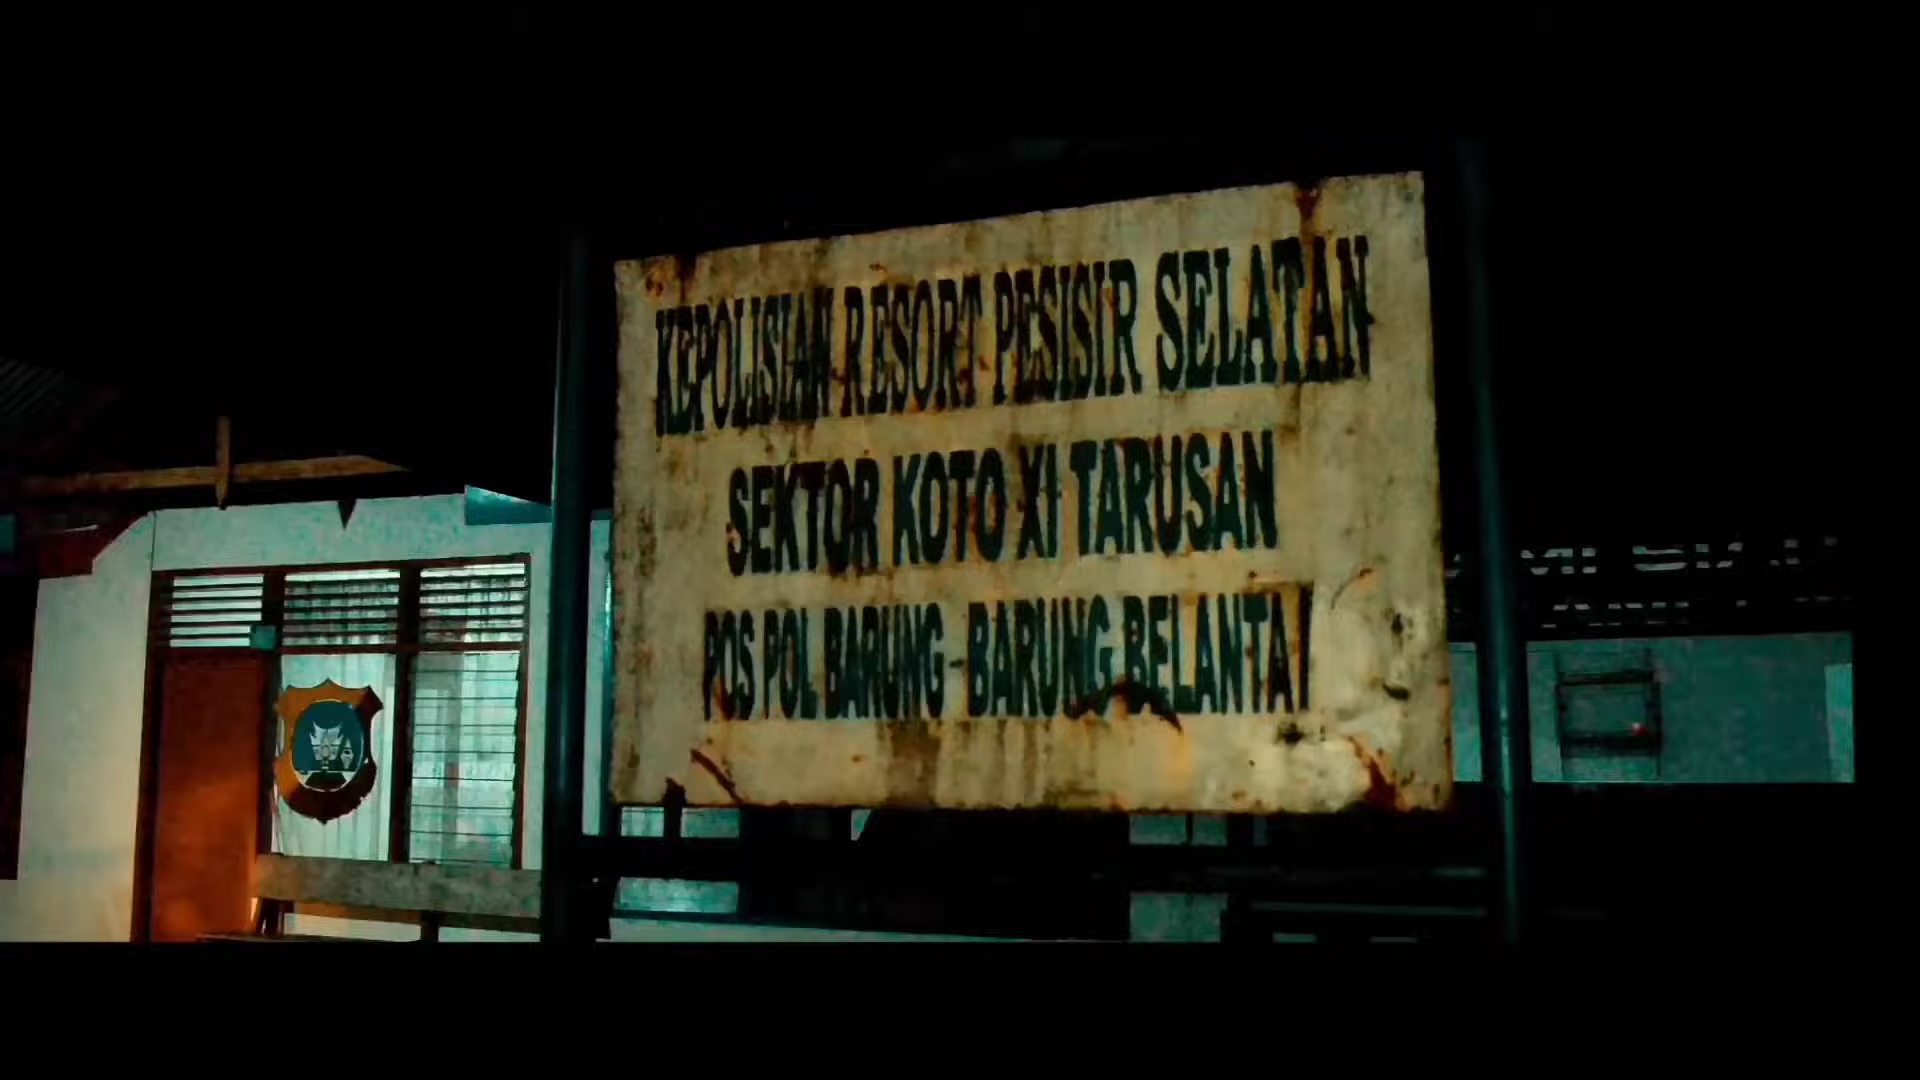 KEPOLISIAN RESORT PESISIR SELATAN
SEKTOR KOTO XI TARUSAN
POS POL BARUNG-BARUNG BELANTAI